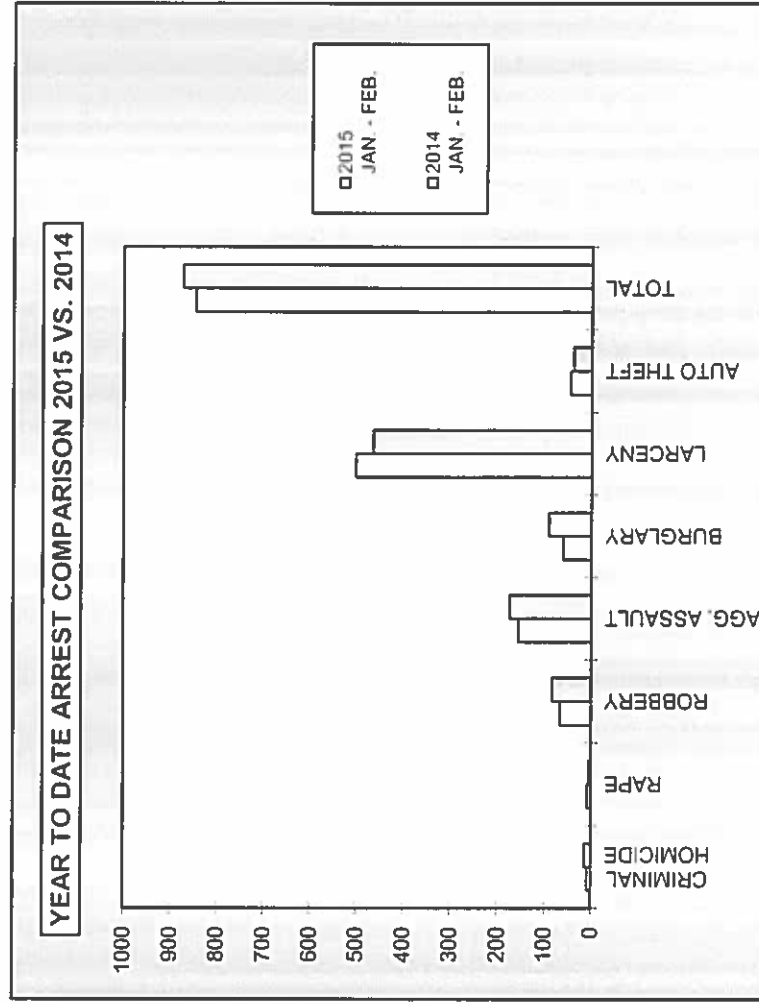 YEAR TO DATE ARREST COMPARISON 2015 VS. 2014
1000
900
800
700
600
500
400
300
200
100
0
CRIMINAL
HOMICIDE
RAPE
ROBBERY
AGG. ASSAULT
BURGLARY
LARCENY
AUTO THEFT
TOTAL
2015
JAN. - FEB.
2014
JAN. - FEB.